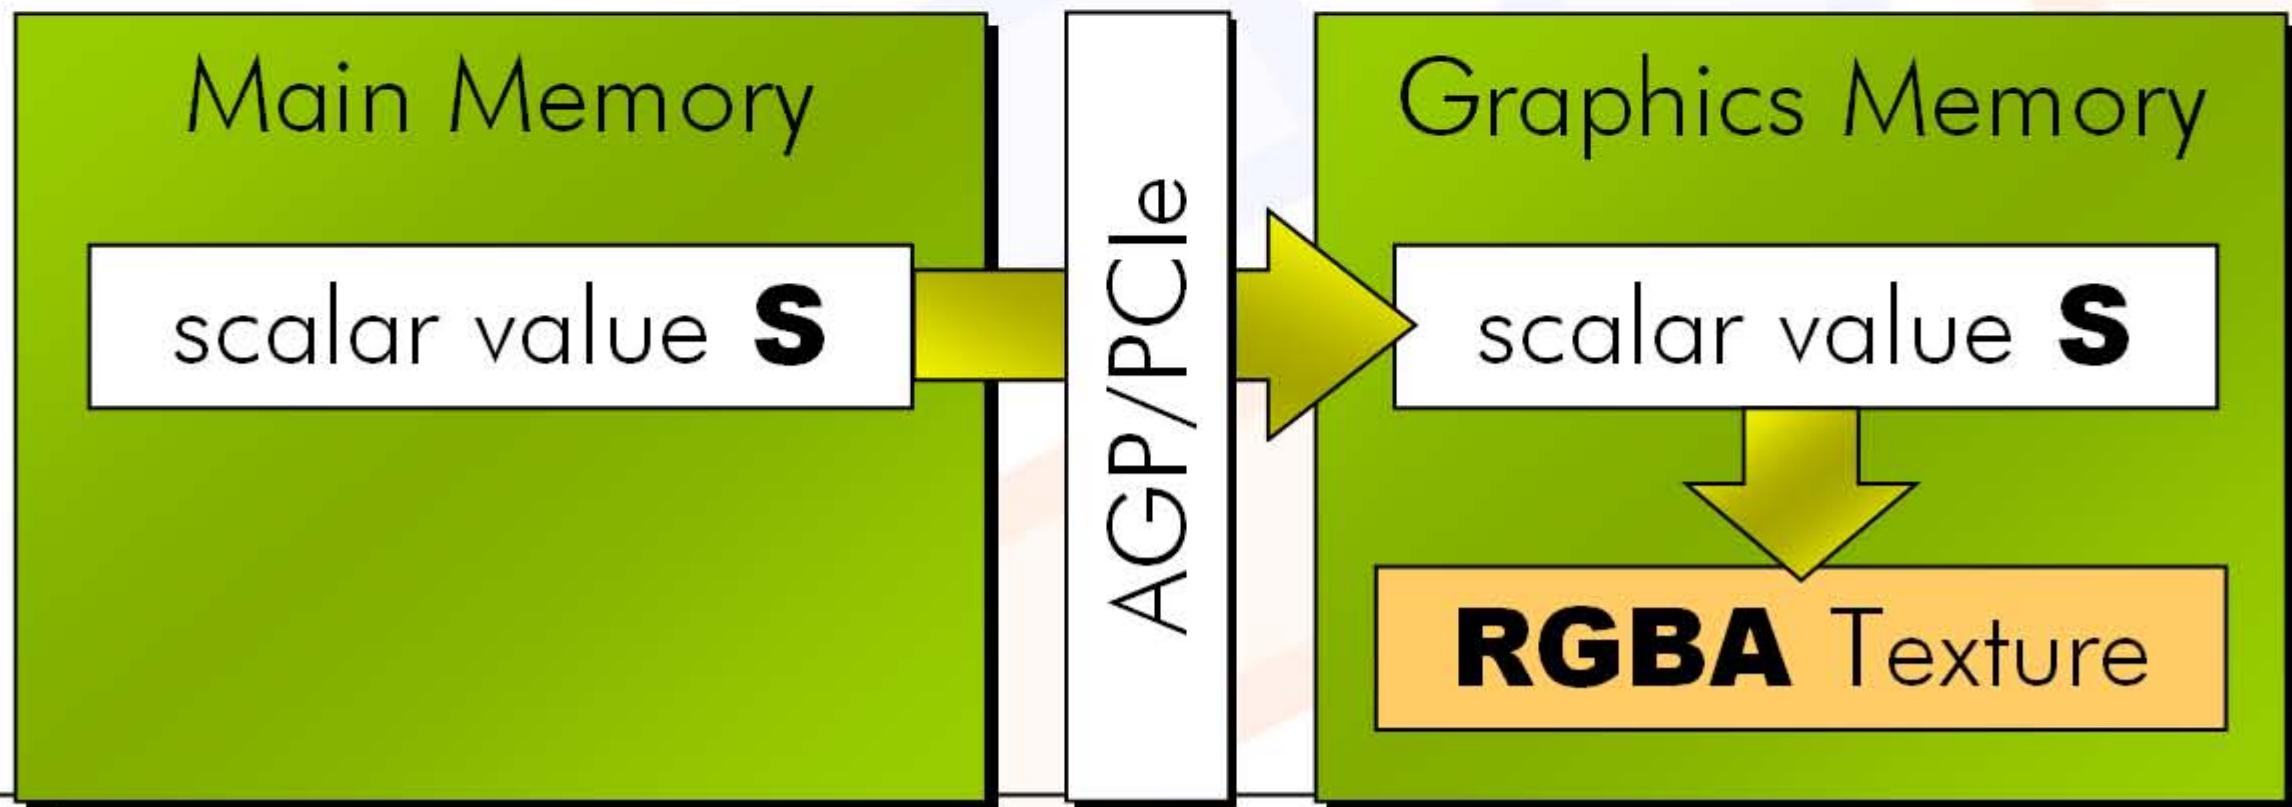 Main Memory
scalar value S
AGP/PCIe
Graphics Memory
scalar value S
RGBA Texture